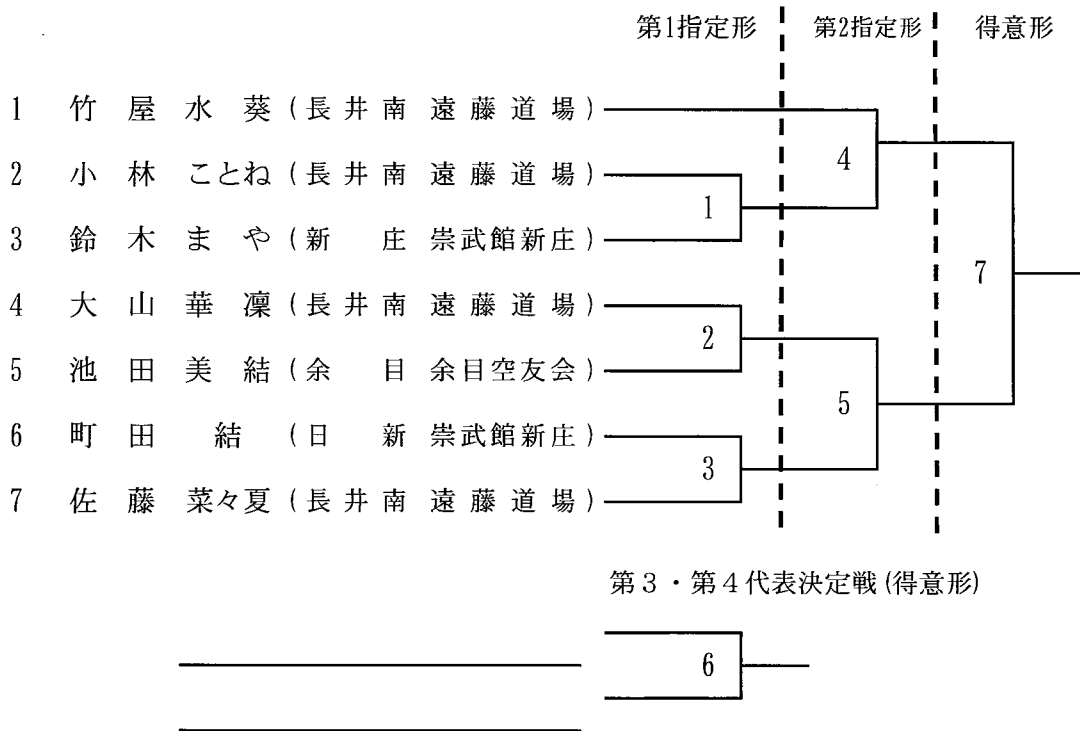 第1指定形 第2指定形 得意形
1 竹屋水葵(長井南 遠藤道場)
2 小林ことね(長井南 遠藤道場)
3 鈴木まや(新庄 崇武館新庄)
4 大山華凜(長井南 遠藤道場)
5 池田美結(余目 余目空友会)
6 町田結(日新 崇武館新庄)
7 佐藤菜々夏(長井南 遠藤道場)
4
1
7
2
5
3
第3・第4代表決定戦(得意形)
6